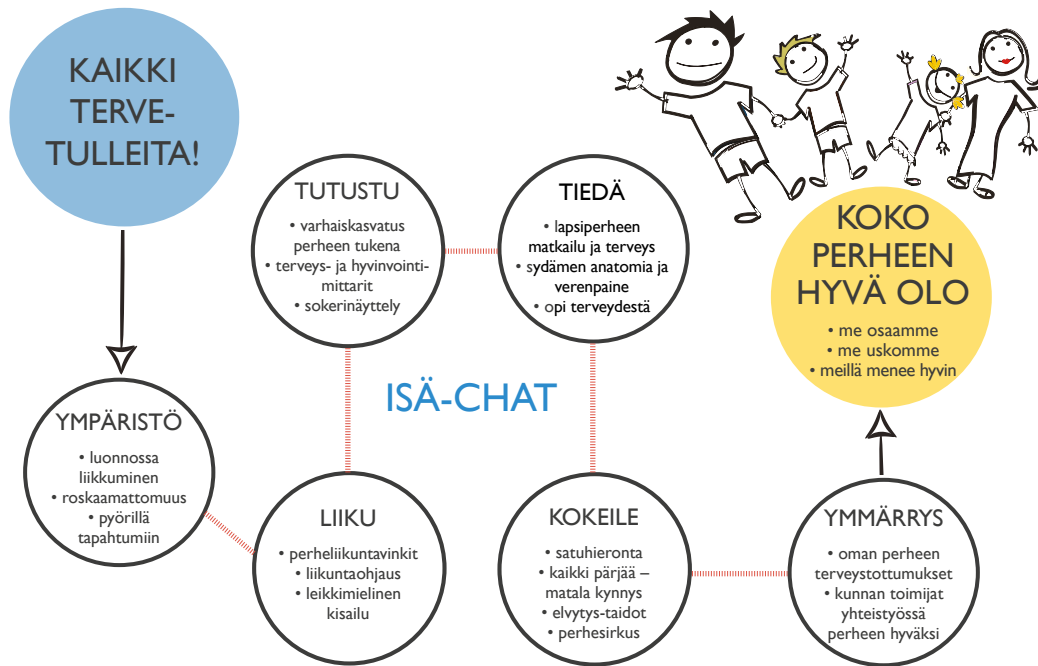 KAIKKI
TERVE-
TULLEITA!
YMPÄRISTÖ
• luonnossa
liikkuminen
• roskaamattomuus
• pyörillä
tapahtumiin
LIIKU
• perheliikuntavinkit
• liikuntaohjaus
• leikkimielinen
kisailu
TUTUSTU
• varhaiskasvatus
perheen tukena
• terveys- ja hyvinvointi-
mittarit
• sokerinäyttely
ISÄ-CHAT
TIEDÄ
• lapsiperheen
matkailu ja terveys
• sydämen anatomia ja
verenpaine
• opi terveydestä
KOKEILE
• satuhieronta
• kaikki pärjää –
matala kynnys
• elvytys-taidot
• perhesirkus
YMMÄRRYS
• oman perheen
terveystottumukset
• kunnan toimijat
yhteistyössä
perheen hyväksi
KOKO
PERHEEN
HYVÄ OLO
• me osaamme
• me uskomme
• meillä menee hyvin